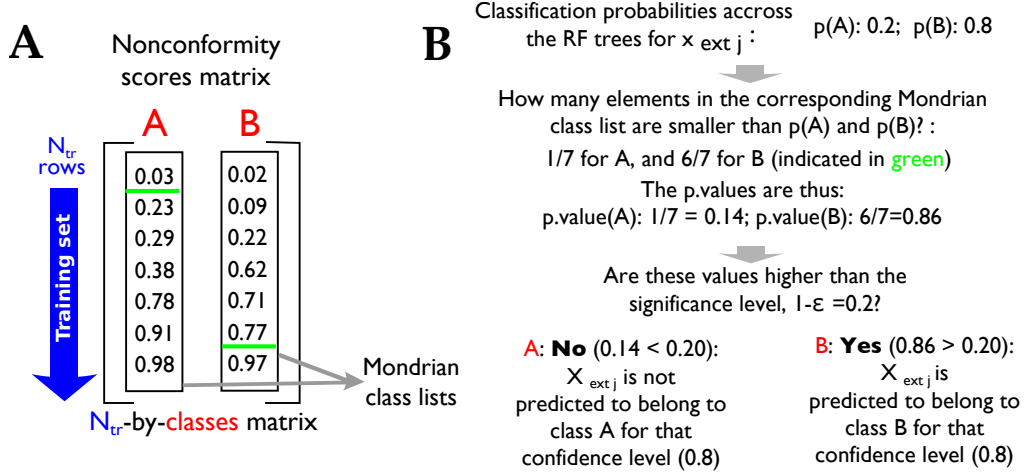 A
Nonconformity
scores matrix
A B
N tr
rows
Training set
0.03 0.02
0.23 0.09
0.29 0.22
0.38 0.62
0.78 0.71
0.91 0.77
0.98 0.97
Mondrian
class lists
Ntr-by-classes matrix
B
Classification probabilities accross
the RF trees for x ext j :
p(A): 0.2; p(B): 0.8
How many elements in the corresponding Mondrian
class list are smaller than p(A) and p(B)? :
1/7 for A, and 6/7 for B (indicated in green)
The p.values are thus:
p.value(A): 1/7 = 0.14; p.value(B): 6/7=0.86
Are these values higher than the
significance level, 1-ε =0.2?
A: No (0.14 < 0.20):
X ext j is not
predicted to belong to
class A for that
confidence level (0.8)
B: Yes (0.86 > 0.20):
X ext j is
predicted to belong to
class B for that
confidence level (0.8)